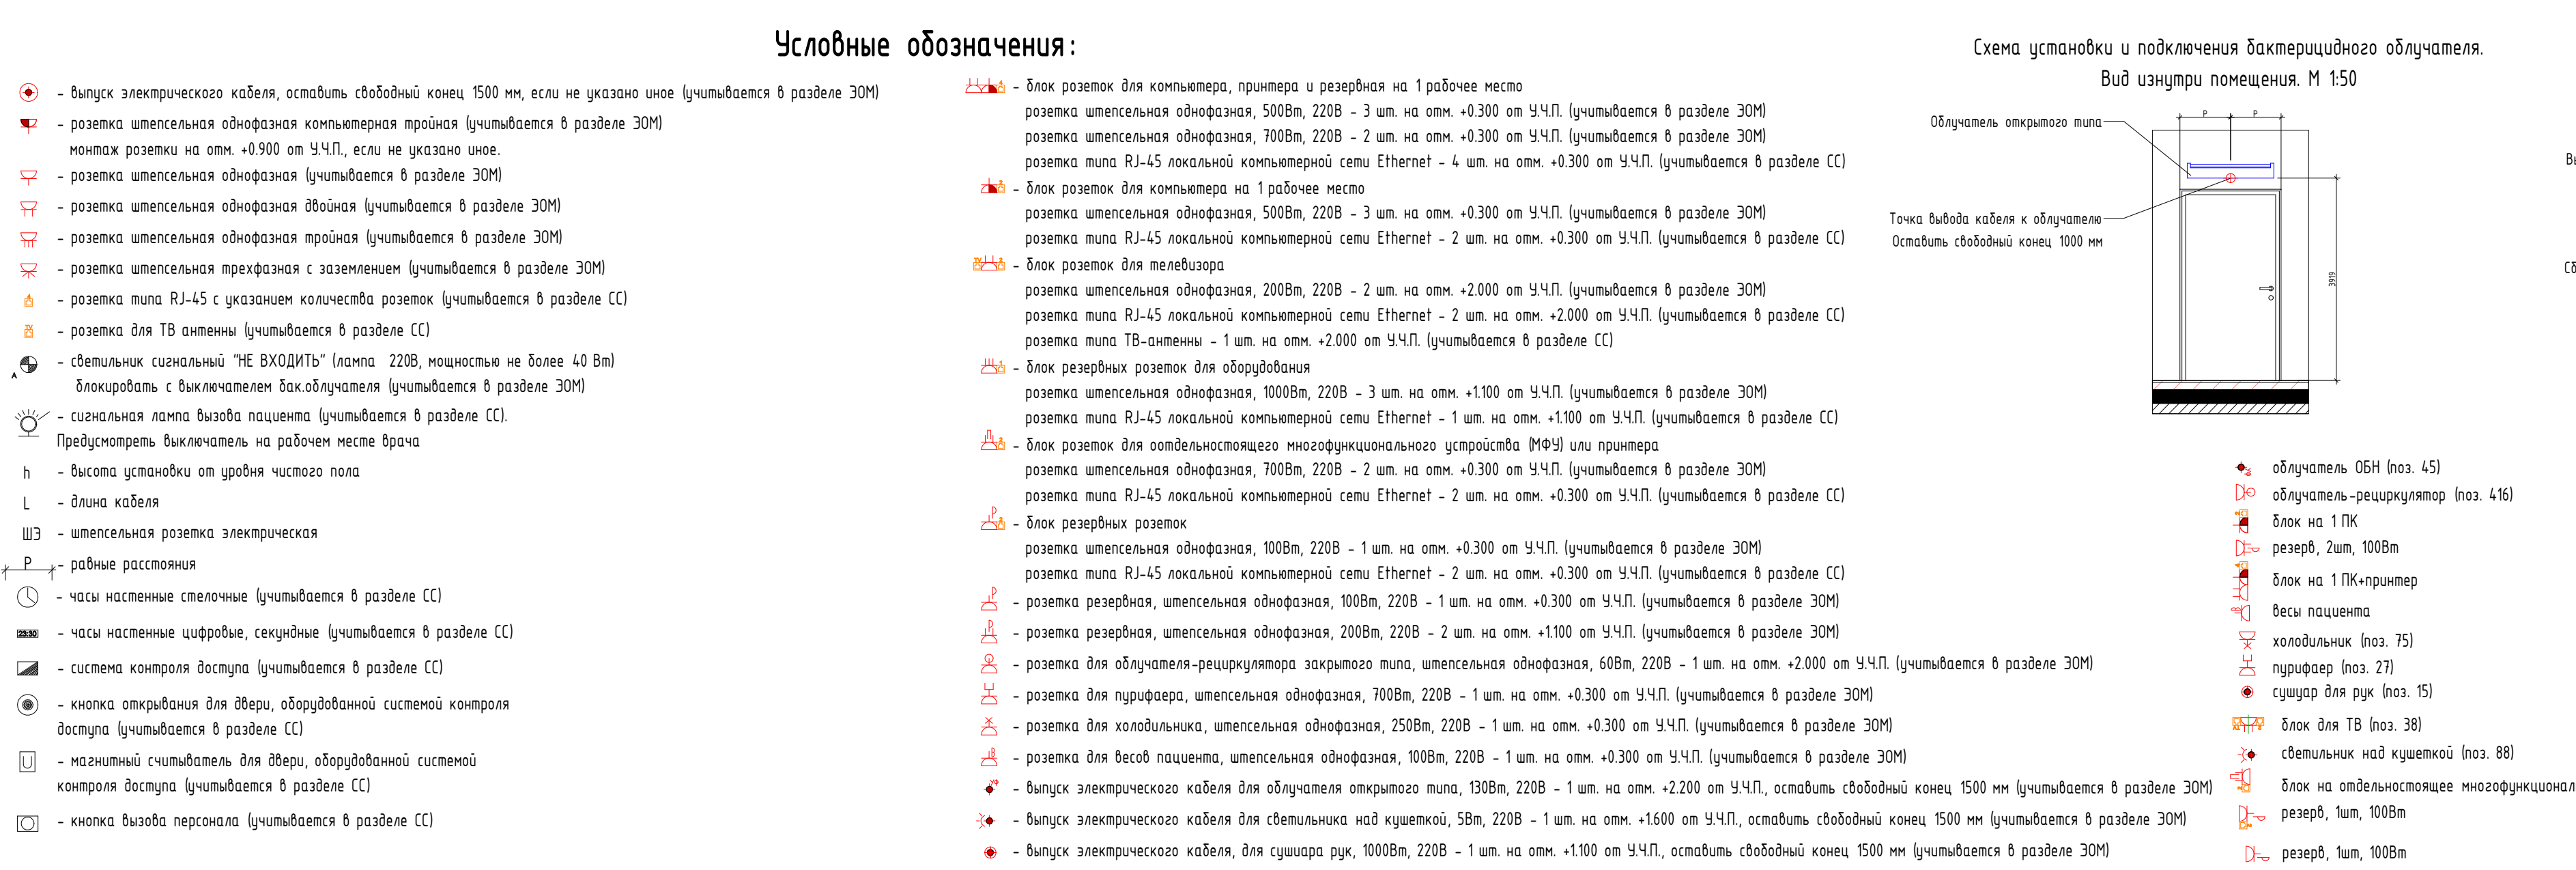 Условные обозначения:
- выпуск электрического кабеля, оставить свободный конец 1500 мм, если не указано иное (учитывается в разделе ЭОМ)
- розетка штепсельная однофазная компьютерная тройная (учитывается в разделе ЭОМ)
монтаж розетки на отм. +0.900 от У.Ч.П., если не указано иное.
- розетка штепсельная однофазная (учитывается в разделе ЭОМ)
- розетка штепсельная однофазная двойная (учитывается в разделе ЭОМ)
- розетка штепсельная однофазная тройная (учитывается в разделе ЭОМ)
- розетка штепсельная трехфазная с заземлением (учитывается в разделе ЭОМ)
- розетка типа RJ-45 с указанием количества розеток (учитывается в разделе СС)
- розетка для ТВ антенны (учитывается в разделе СС)
- светильник сигнальный "НЕ ВХОДИТЬ" (лампа 220В, мощностью не более 40 Вт)
А
блокировать с выключателем бак.облучателя (учитывается в разделе ЭОМ)
- сигнальная лампа вызова пациента (учитывается в разделе СС).
Предусмотреть выключатель на рабочем месте врача
h - высота установки от уровня чистого пола
L - длина кабеля
ШЭ - штепсельная розетка электрическая
Р - равные расстояния
- часы настенные стелочные (учитывается в разделе СС)
23:30 - часы настенные цифровые, секундные (учитывается в разделе СС)
- система контроля доступа (учитывается в разделе СС)
- кнопка открывания для двери, оборудованной системой контроля
доступа (учитывается в разделе СС)
- магнитный считыватель для двери, оборудованной системой
контроля доступа (учитывается в разделе СС)
- кнопка вызова персонала (учитывается в разделе СС)
- блок розеток для компьютера, принтера и резервная на 1 рабочее место
розетка штепсельная однофазная, 500Вт, 220В - 3 шт. на отм. +0.300 от У.Ч.П. (учитывается в разделе ЭОМ)
розетка штепсельная однофазная, 700Вт, 220В - 2 шт. на отм. +0.300 от У.Ч.П. (учитывается в разделе ЭОМ)
розетка типа RJ-45 локальной компьютерной сети Ethernet - 4 шт. на отм. +0.300 от У.Ч.П. (учитывается в разделе СС)
- блок розеток для компьютера на 1 рабочее место
розетка штепсельная однофазная, 500Вт, 220В - 3 шт. на отм. +0.300 от У.Ч.П. (учитывается в разделе ЭОМ)
розетка типа RJ-45 локальной компьютерной сети Ethernet - 2 шт. на отм. +0.300 от У.Ч.П. (учитывается в разделе СС)
- блок розеток для телевизора
розетка штепсельная однофазная, 200Вт, 220В - 2 шт. на отм. +2.000 от У.Ч.П. (учитывается в разделе ЭОМ)
розетка типа RJ-45 локальной компьютерной сети Ethernet - 2 шт. на отм. +2.000 от У.Ч.П. (учитывается в разделе СС)
розетка типа ТВ-антенны - 1 шт. на отм. +2.000 от У.Ч.П. (учитывается в разделе СС)
- блок резервных розеток для оборудования
розетка штепсельная однофазная, 1000Вт, 220В - 3 шт. на отм. +1.100 от У.Ч.П. (учитывается в разделе ЭОМ)
розетка типа RJ-45 локальной компьютерной сети Ethernet - 1 шт. на отм. +1.100 от У.Ч.П. (учитывается в разделе СС)
- блок розеток для оотдельностоящего многофункционального устройства (МФУ) или принтера
розетка штепсельная однофазная, 700Вт, 220В - 2 шт. на отм. +0.300 от У.Ч.П. (учитывается в разделе ЭОМ)
розетка типа RJ-45 локальной компьютерной сети Ethernet - 2 шт. на отм. +0.300 от У.Ч.П. (учитывается в разделе СС)
- блок резервных розеток
розетка штепсельная однофазная, 100Вт, 220В - 1 шт. на отм. +0.300 от У.Ч.П. (учитывается в разделе ЭОМ)
розетка типа RJ-45 локальной компьютерной сети Ethernet - 2 шт. на отм. +0.300 от У.Ч.П. (учитывается в разделе СС)
- розетка резервная, штепсельная однофазная, 100Вт, 220В - 1 шт. на отм. +0.300 от У.Ч.П. (учитывается в разделе ЭОМ)
- розетка резервная, штепсельная однофазная, 200Вт, 220В - 2 шт. на отм. +1.100 от У.Ч.П. (учитывается в разделе ЭОМ)
- розетка для облучателя-рециркулятора закрытого типа, штепсельная однофазная, 60Вт, 220В - 1 шт. на отм. +2.000 от У.Ч.П. (учитывается в разделе ЭОМ)
- розетка для пурифаера, штепсельная однофазная, 700Вт, 220В - 1 шт. на отм. +0.300 от У.Ч.П. (учитывается в разделе ЭОМ)
- розетка для холодильника, штепсельная однофазная, 250Вт, 220В - 1 шт. на отм. +0.300 от У.Ч.П. (учитывается в разделе ЭОМ)
- розетка для весов пациента, штепсельная однофазная, 100Вт, 220В - 1 шт. на отм. +0.300 от У.Ч.П. (учитывается в разделе ЭОМ)
- выпуск электрического кабеля для облучателя открытого типа, 130Вт, 220В - 1 шт. на отм. +2.200 от У.Ч.П., оставить свободный конец 1500 мм (учитывается в разделе ЭОМ)
- выпуск электрического кабеля для светильника над кушеткой, 5Вт, 220В - 1 шт. на отм. +1.600 от У.Ч.П., оставить свободный конец 1500 мм (учитывается в разделе ЭОМ)
- выпуск электрического кабеля, для сушиара рук, 1000Вт, 220В - 1 шт. на отм. +1.100 от У.Ч.П., оставить свободный конец 1500 мм (учитывается в разделе ЭОМ)
Схема установки и подключения бактерицидного облучателя.
Вид изнутри помещения. М 1:50
Р Р
Облучатель открытого типа
Точка вывода кабеля к облучателю
Оставить свободный конец 1000 мм
3919
облучатель ОБН (поз. 45)
облучатель-рециркулятор (поз. 416)
блок на 1 ПК
резерв, 2шт, 100Вт
блок на 1 ПК+принтер
весы пациента
холодильник (поз. 75)
пурифаер (поз. 27)
сушуар для рук (поз. 15)
блок для ТВ (поз. 38)
светильник над кушеткой (поз. 88)
блок на отдельностоящее многофункционал
резерв, 1шт, 100Вт
резерв, 1шт, 100Вт